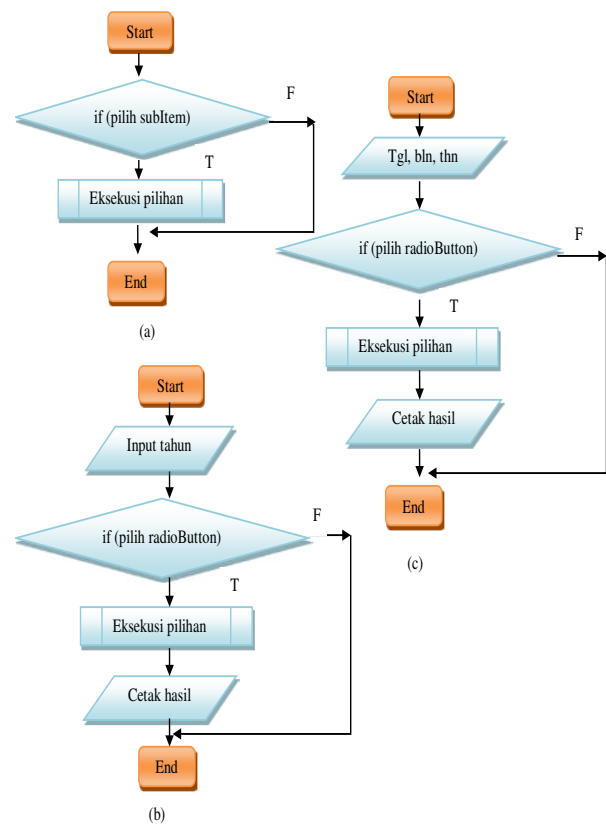 Start
if (pilih subItem)
F
T
Eksekusi pilihan
End
(a)
Start
Input tahun
if (pilih radioButton)
F
T
Eksekusi pilihan
Cetak hasil
End
(b)
Start
Tgl, bln, thn
if (pilih radioButton)
F
T
Eksekusi pilihan
Cetak hasil
End
(c)